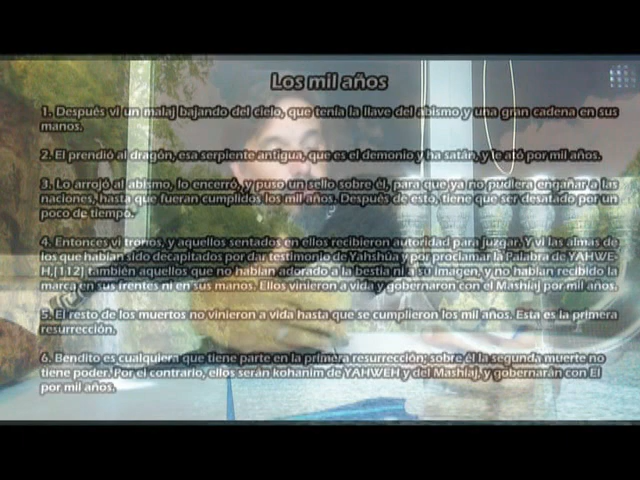 Los mil años
1. Después vi un malaj bajando del cielo, que tenía la llave del abismo y una gran cadena en sus
manos.
2. El prendió al dragón, esa serpiente antigua, que es el demonio y ha satán, y le ató por mil años.
3. Lo arrojó al abismo, lo encerró, y puso un sello sobre él, para que ya no pudiera engañar a las
naciones, hasta que fueran cumplidos los mil años. Después de esto, tiene que ser desatado por un
poco de tiempo.
4. Entonces vi tronos, y aquellos sentados en ellos recibieron autoridad para juzgar. Y vi las almas de
los que habían sido decapitados por dar testimonio de Yahshúa y por proclamar la Palabra de YAHWE-
H,[112] también aquellos que no habían adorado a la bestia ni a su imagen, y no habían recibido la
marca en sus frentes ni en sus manos. Ellos vinieron a vida y gobernaron con el Mashíaj por mil años.
5. El resto de los muertos no vinieron a vida hasta que se cumplieron los mil años. Esta es la primera
resurrección.
6. Bendito es cualquiera que tiene parte en la primera resurrección; sobre él la segunda muerte no
tiene poder. Por el contrario, ellos serán kohanim de YAHWEH y del Mashíaj, y gobernarán con El
por mil años.